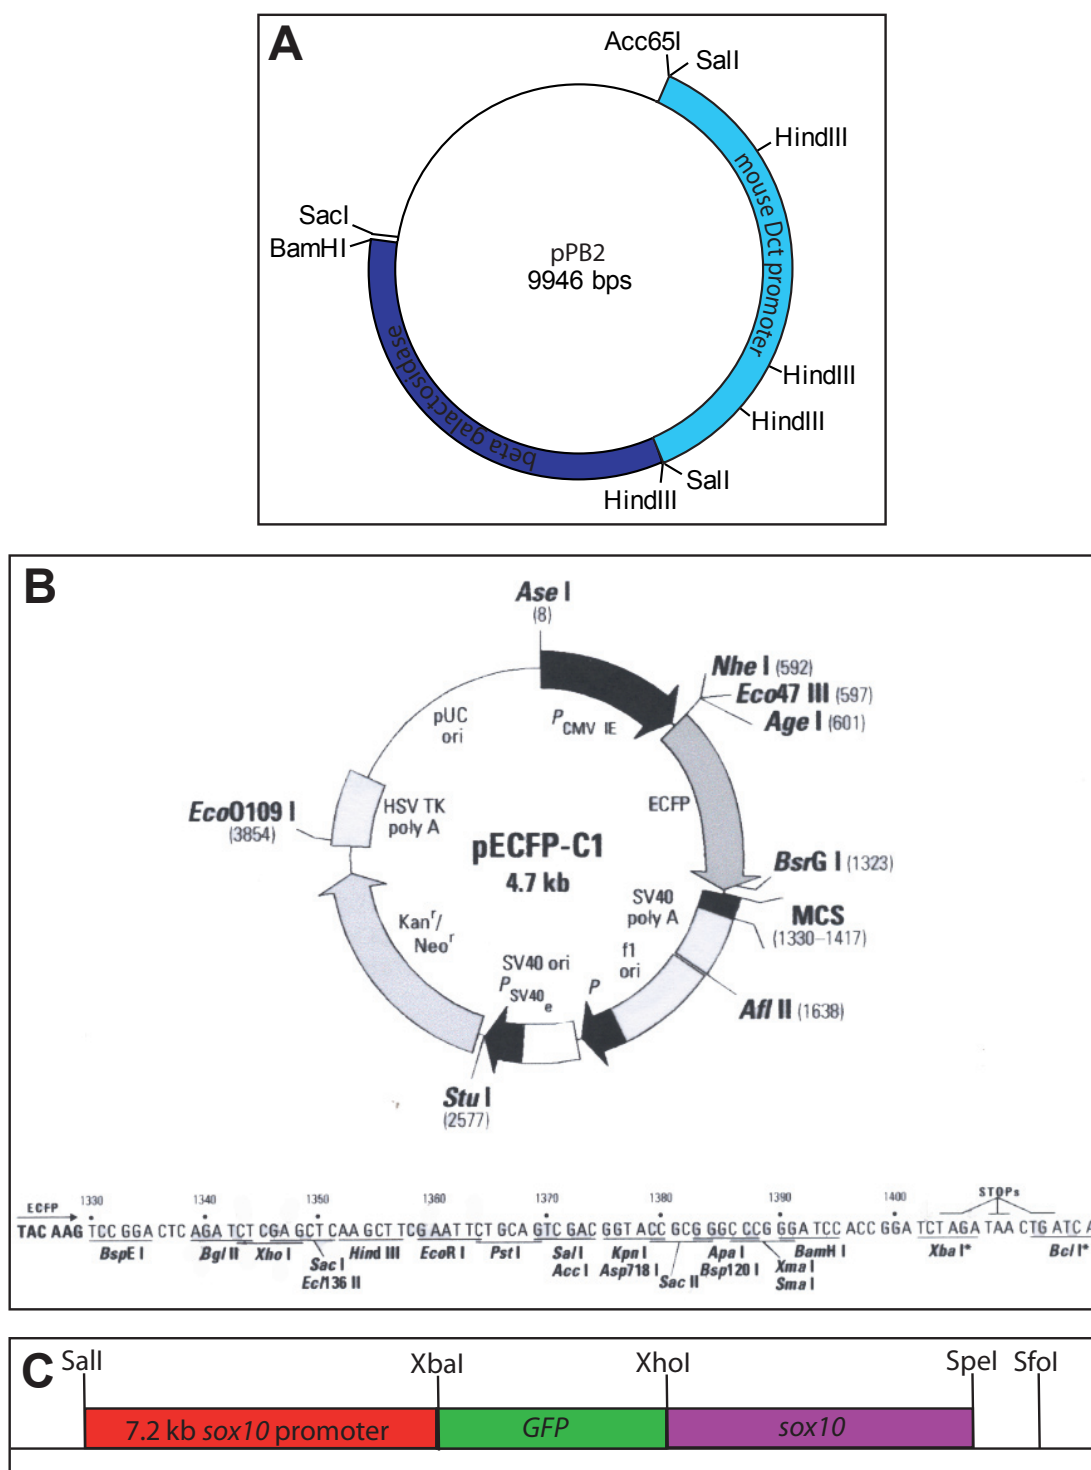 A
Acc65I
SalI
HindIII
mouse Dct promoter
SacI
BamHI
pPB2
9946 bps
HindIII
HindIII
beta galactosidase
SalI
HindIII
B
Ase I
(8)
Nhe I (592)
Eco47 III (597)
Age I (601)
pUC
ori
P CMV IE
EcoO109 I
(3854)
HSV TK
poly A
ECFP
pECFP-C1
4.7 kb
BsrG I (1323)
SV40
poly A
MCS
(1330–1417)
Kanr/
Neor
f1
ori
SV40 ori
P SV40 e
P
Afl II (1638)
Stu I
(2577)
ECFP 1330 1340 1350 1360 1370 1380 1390 1400 STOPs
TAC AAG TCC GGA CTC AGA TCT CGA GCT CAA GCT TCG AAT TCT GCA GTC GAC GGT ACC GCG GGC CCG GGA TCC ACC GGA TCT AGA TAA CTG ATC A
BspE I Bgl II Xho I Hind III EcoR I Pst I Sal I Kpn I Apa I BamH I Xba I* Bcl I*
Sac I Acc I Asp718 I Bsp120 I Xma I
Ecl136 II Sac II Sma I
C
SalI XbaI XhoI SpeI SfoI
7.2 kb sox10 promoter GFP sox10